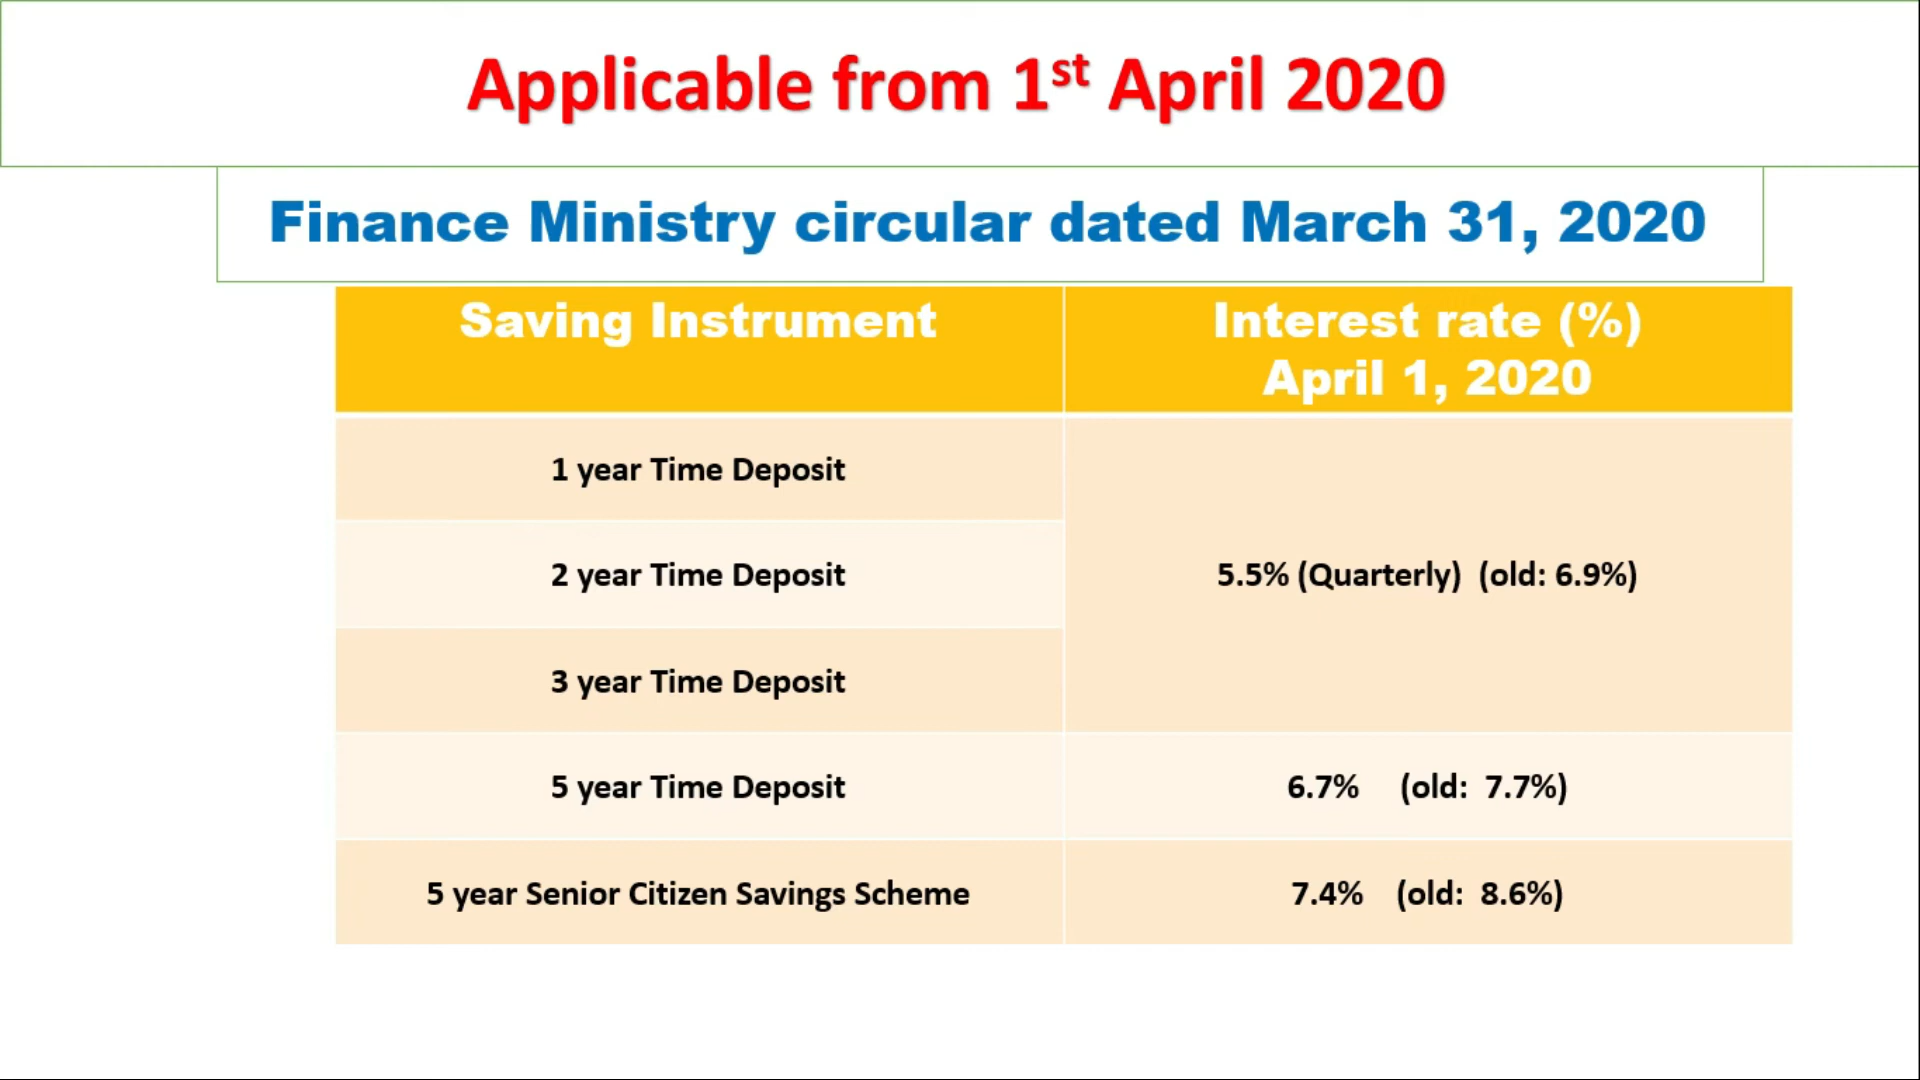 Applicable from 1st April 2020
Finance Ministry circular dated March 31, 2020
Saving Instrument
Interest rate (%)
April 1, 2020
1 year Time Deposit
2 year Time Deposit
5.5% (Quarterly) (old: 6.9%)
3 year Time Deposit
5 year Time Deposit
6.7% (old: 7.7%)
5 year Senior Citizen Savings Scheme
7.4% (old: 8.6%)